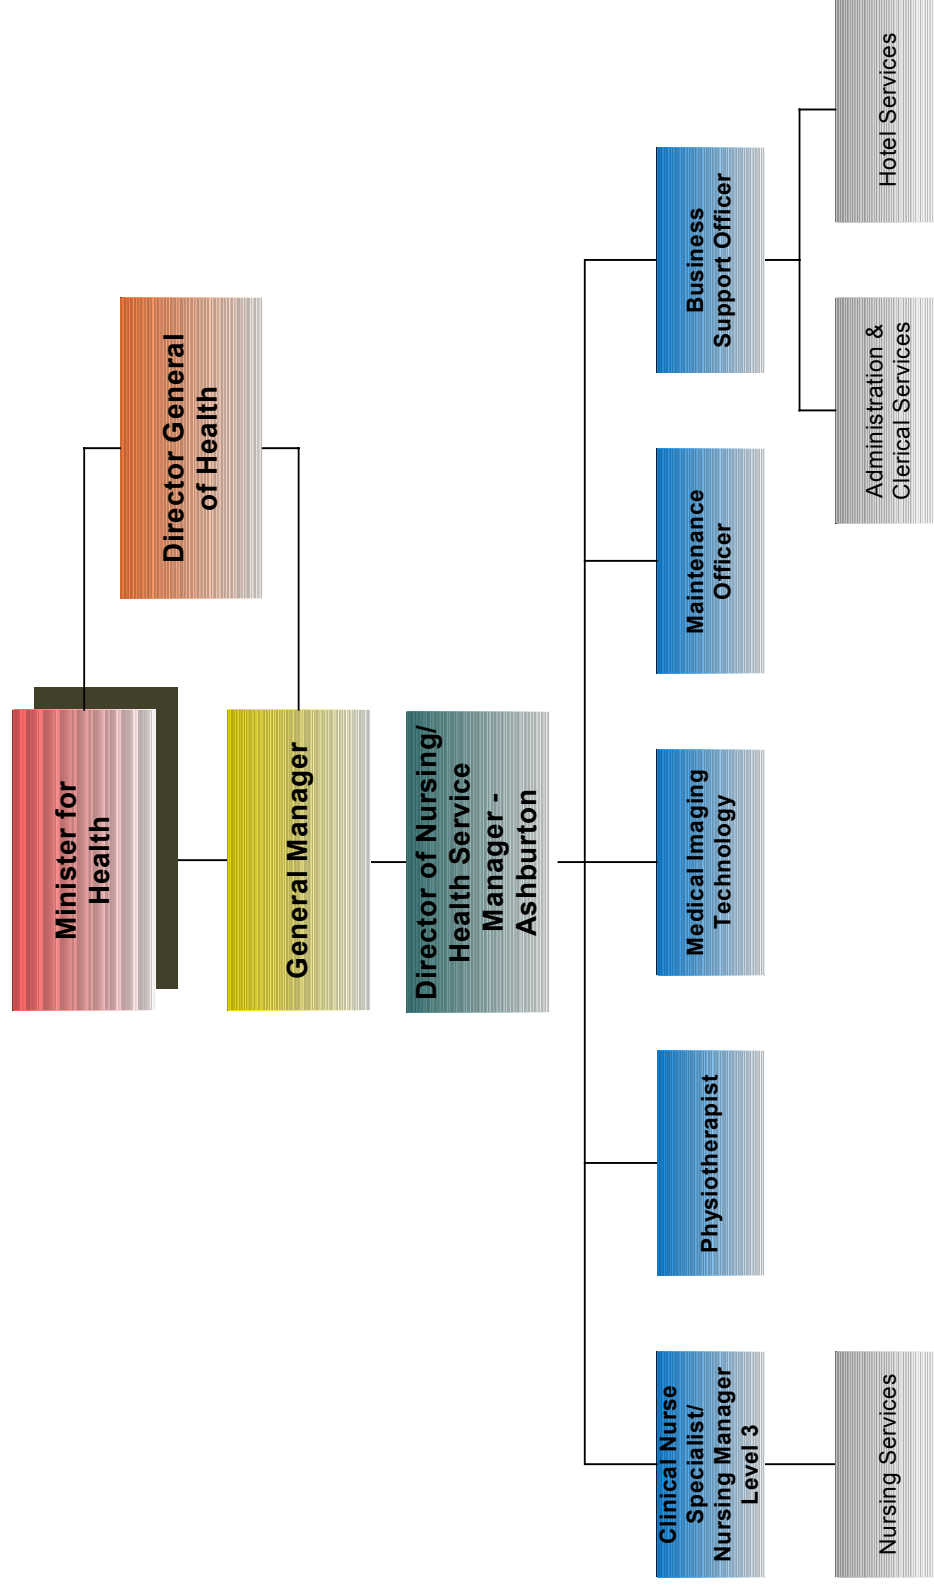 Minister for
Health
Director General
of Health
General Manager
Director of Nursing/
Health Service
Manager -
Ashburton
Clinical Nurse
Specialist/
Nursing Manager
Level 3
Physiotherapist
Medical Imaging
Technology
Maintenance
Officer
Business
Support Officer
Nursing Services
Administration &
Clerical Services
Hotel Services